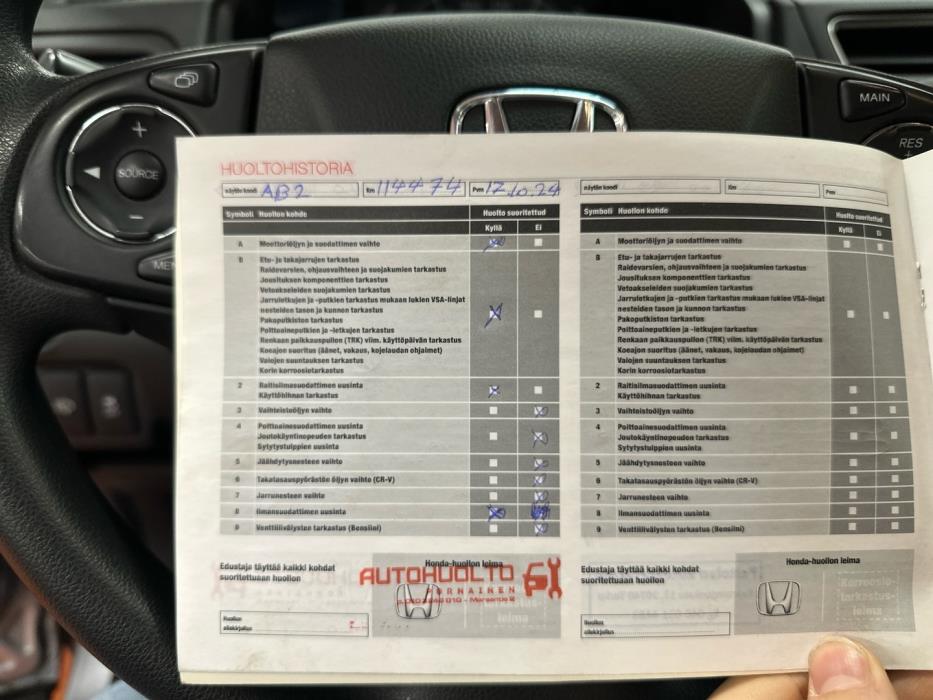 MAIN
RES
+
SOURCE
−
HUOLTOHISTORIA
näytön koodi AB2 Km 114474 Pvm 17.10.24
Symboli Huollon kohde Huolto suoritettud
Kyllä Ei
A Moottoriöljyn ja suodattimen vaihto
B Etu- ja takajarrujen tarkastus
Raidevarsien, ohjausvaihteen ja suojakumien tarkastus
Jousituksen komponenttien tarkastus
Vetoakseleiden suojakumien tarkastus
Jarruletkujen ja -putkien tarkastus mukaan lukien VSA-linjat
nesteiden tason ja kunnon tarkastus
Pakoputkiston tarkastus
Polttoaineputkien ja -letkujen tarkastus
Renkaan paikkauspullon (TRK) viim. käyttöpäivän tarkastus
Koeajon suoritus (äänet, vakaus, kojelaudan ohjaimet)
Valojen suuntauksen tarkastus
Korin korroosiotarkastus
2 Raitisilmasuodattimen uusinta
Käyttöhihnan tarkastus
3 Vaihteistoöljyn vaihto
4 Polttoainesuodattimen uusinta
Joutokäyntinopeuden tarkastus
Sytytystulppien uusinta
5 Jäähdytysnesteen vaihto
6 Takatasauspyörästön öljyn vaihto (CR-V)
7 Jarrunesteen vaihto
8 Ilmansuodattimen uusinta
9 Venttiilivälysten tarkastus (Bensiini)
Edustaja täyttää kaikki kohdat
suoritettuaan huollon
Honda-huollon leima
AUTOHUOLTO
PORNAINEN
Huollon
allekirjoitus
näytön koodi Km Pvm
Symboli Huollon kohde Huolto suoritettud
Kyllä Ei
A Moottoriöljyn ja suodattimen vaihto
B Etu- ja takajarrujen tarkastus
Raidevarsien, ohjausvaihteen ja suojakumien tarkastus
Jousituksen komponenttien tarkastus
Vetoakseleiden suojakumien tarkastus
Jarruletkujen ja -putkien tarkastus mukaan lukien VSA-linjat
nesteiden tason ja kunnon tarkastus
Pakoputkiston tarkastus
Polttoaineputkien ja -letkujen tarkastus
Renkaan paikkauspullon (TRK) viim. käyttöpäivän tarkastus
Koeajon suoritus (äänet, vakaus, kojelaudan ohjaimet)
Valojen suuntauksen tarkastus
Korin korroosiotarkastus
2 Raitisilmasuodattimen uusinta
Käyttöhihnan tarkastus
3 Vaihteistoöljyn vaihto
4 Polttoainesuodattimen uusinta
Joutokäyntinopeuden tarkastus
Sytytystulppien uusinta
5 Jäähdytysnesteen vaihto
6 Takatasauspyörästön öljyn vaihto (CR-V)
7 Jarrunesteen vaihto
8 Ilmansuodattimen uusinta
9 Venttiilivälysten tarkastus (Bensiini)
Edustaja täyttää kaikki kohdat
suoritettuaan huollon
Honda-huollon leima
Korroosio-
tarkastus-
leima
Huollon
allekirjoitus